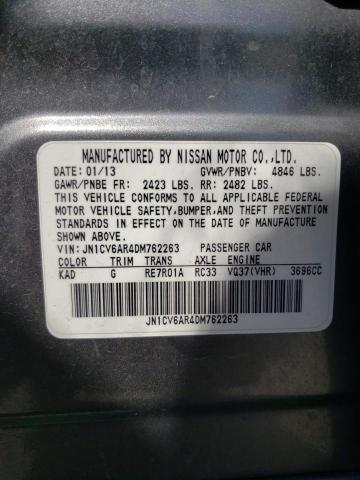 MANUFACTURED BY NISSAN MOTOR CO.,LTD.
DATE: 01/13 GVWR/PNBV: 4846 LBS.
GAWR/PNBE FR: 2423 LBS. RR: 2482 LBS.
THIS VEHICLE CONFORMS TO ALL APPLICABLE FEDERAL
MOTOR VEHICLE SAFETY,BUMPER,AND THEFT PREVENTION
STANDARDS IN EFFECT ON THE DATE OF MANUFACTURE
SHOWN ABOVE.
VIN: JN1CV6AR4DM762263 PASSENGER CAR
COLOR TRIM TRANS AXLE ENGINE
KAD G RE7R01A RC33 VQ37(VHR) 3696CC
JN1CV6AR4DM762263